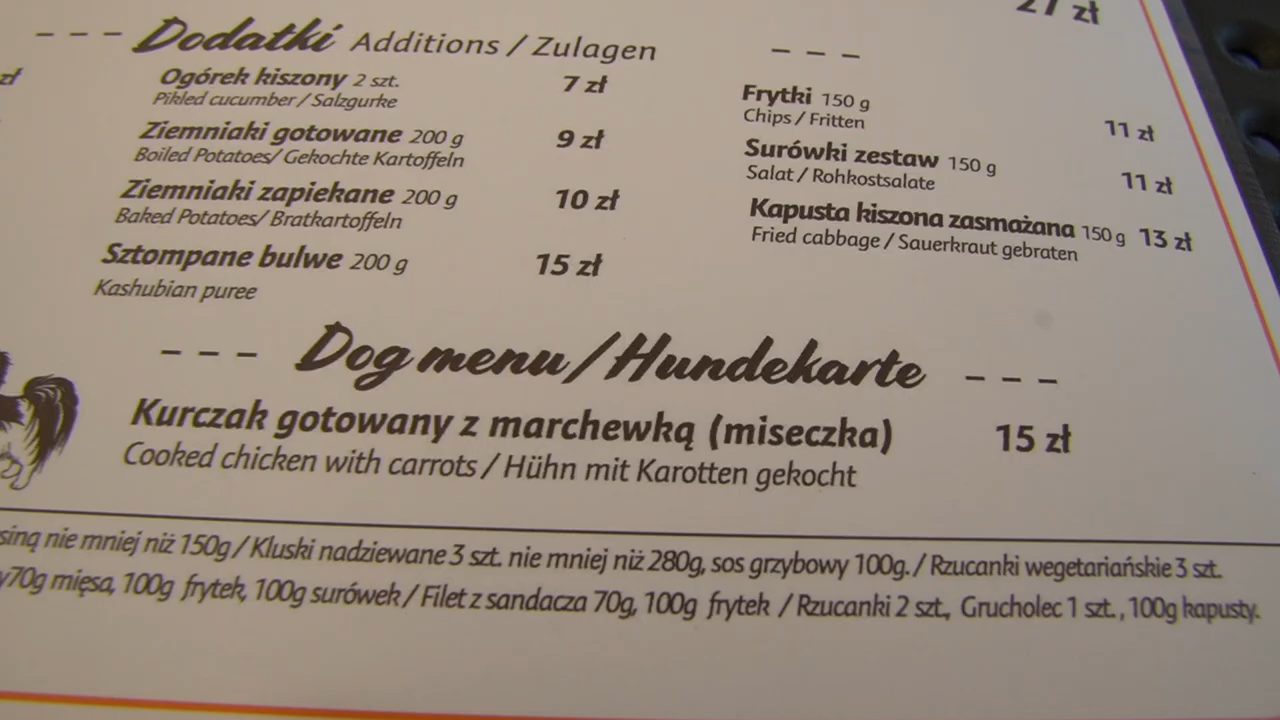 27 zł
Dodatki Additions / Zulagen
zł
Ogórek kiszony 2 szt. 7 zł
Pikled cucumber / Salzgurke
Ziemniaki gotowane 200 g 9 zł
Boiled Potatoes/ Gekochte Kartoffeln
Ziemniaki zapiekane 200 g 10 zł
Baked Potatoes/ Bratkartoffeln
Sztompane bulwe 200 g 15 zł
Kashubian puree
Frytki 150 g 11 zł
Chips / Fritten
Surówki zestaw 150 g 11 zł
Salat / Rohkostsalate
Kapusta kiszona zasmażana 150 g 13 zł
Fried cabbage / Sauerkraut gebraten
Dog menu / Hundekarte
Kurczak gotowany z marchewką (miseczka) 15 zł
Cooked chicken with carrots / Hühn mit Karotten gekocht
nie mniej niż 150g / Kluski nadziewane 3 szt. nie mniej niż 280g, sos grzybowy 100g. / Rzucanki wegetariańskie 3 szt.
70g mięsa, 100g frytek, 100g surówek / Filet z sandacza 70g, 100g frytek / Rzucanki 2 szt., Grucholec 1 szt., 100g kapusty.